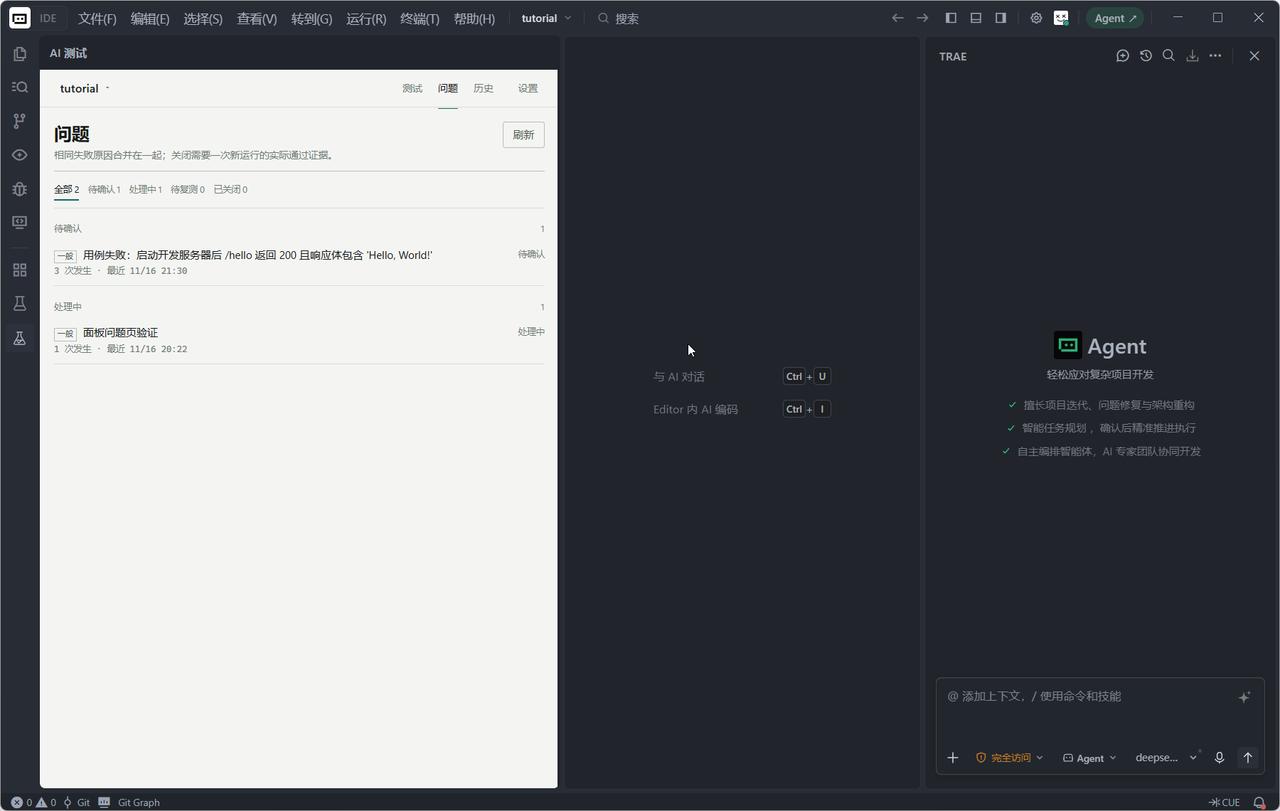 IDE 文件(F) 编辑(E) 选择(S) 查看(V) 转到(G) 运行(R) 终端(T) 帮助(H) tutorial 搜索 Agent ↗
AI 测试
tutorial
测试 问题 历史 设置
问题
刷新
相同失败原因合并在一起；关闭需要一次新运行的实际通过证据。
全部 2 待确认 1 处理中 1 待复测 0 已关闭 0
待确认 1
一般 用例失败：启动开发服务器后 /hello 返回 200 且响应体包含 'Hello, World!' 待确认
3 次发生 · 最近 11/16 21:30
处理中 1
一般 面板问题页验证 处理中
1 次发生 · 最近 11/16 20:22
与 AI 对话 Ctrl + U
Editor 内 AI 编码 Ctrl + I
TRAE
Agent
轻松应对复杂项目开发
擅长项目迭代、问题修复与架构重构
智能任务规划，确认后精准推进执行
自主编排智能体，AI 专家团队协同开发
@ 添加上下文，/ 使用命令和技能
完全访问 Agent deepse...
0 0 Git Git Graph CUE